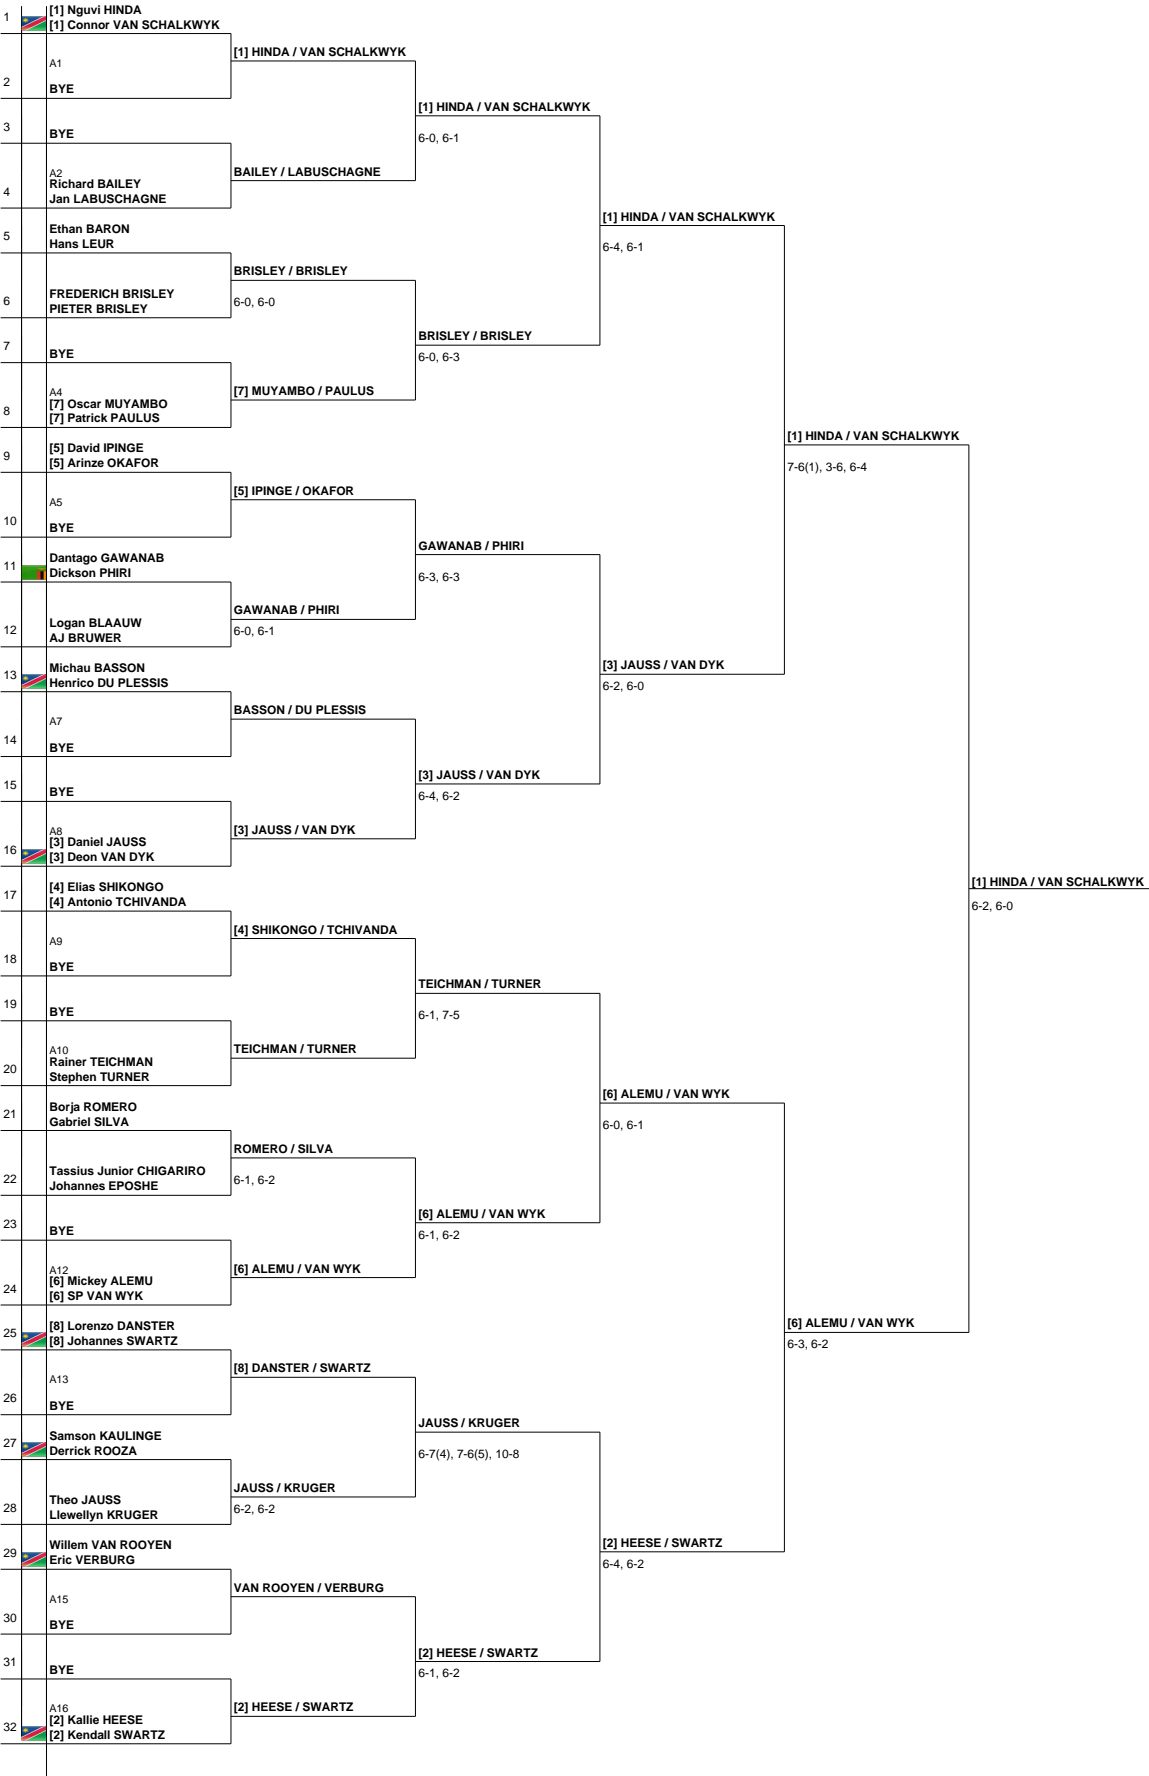 1
[1] Nguvi HINDA
[1] Connor VAN SCHALKWYK
[1] HINDA / VAN SCHALKWYK
A1
2
BYE
[1] HINDA / VAN SCHALKWYK
6-0, 6-1
3
BYE
BAILEY / LABUSCHAGNE
A2
4
Richard BAILEY
Jan LABUSCHAGNE
[1] HINDA / VAN SCHALKWYK
6-4, 6-1
5
Ethan BARON
Hans LEUR
BRISLEY / BRISLEY
6-0, 6-0
6
FREDERICH BRISLEY
PIETER BRISLEY
BRISLEY / BRISLEY
6-0, 6-3
7
BYE
[7] MUYAMBO / PAULUS
A4
8
[7] Oscar MUYAMBO
[7] Patrick PAULUS
[1] HINDA / VAN SCHALKWYK
7-6(1), 3-6, 6-4
9
[5] David IPINGE
[5] Arinze OKAFOR
[5] IPINGE / OKAFOR
A5
10
BYE
GAWANAB / PHIRI
6-3, 6-3
11
Dantago GAWANAB
Dickson PHIRI
GAWANAB / PHIRI
6-0, 6-1
12
Logan BLAAUW
AJ BRUWER
[3] JAUSS / VAN DYK
6-2, 6-0
13
Michau BASSON
Henrico DU PLESSIS
BASSON / DU PLESSIS
A7
14
BYE
[3] JAUSS / VAN DYK
6-4, 6-2
15
BYE
[3] JAUSS / VAN DYK
A8
16
[3] Daniel JAUSS
[3] Deon VAN DYK
[1] HINDA / VAN SCHALKWYK
6-2, 6-0
17
[4] Elias SHIKONGO
[4] Antonio TCHIVANDA
[4] SHIKONGO / TCHIVANDA
A9
18
BYE
TEICHMAN / TURNER
6-1, 7-5
19
BYE
TEICHMAN / TURNER
A10
20
Rainer TEICHMAN
Stephen TURNER
[6] ALEMU / VAN WYK
6-0, 6-1
21
Borja ROMERO
Gabriel SILVA
ROMERO / SILVA
6-1, 6-2
22
Tassius Junior CHIGARIRO
Johannes EPOSHE
[6] ALEMU / VAN WYK
6-1, 6-2
23
BYE
[6] ALEMU / VAN WYK
A12
24
[6] Mickey ALEMU
[6] SP VAN WYK
[6] ALEMU / VAN WYK
6-3, 6-2
25
[8] Lorenzo DANSTER
[8] Johannes SWARTZ
[8] DANSTER / SWARTZ
A13
26
BYE
JAUSS / KRUGER
6-7(4), 7-6(5), 10-8
27
Samson KAULINGE
Derrick ROOZA
JAUSS / KRUGER
6-2, 6-2
28
Theo JAUSS
Llewellyn KRUGER
[2] HEESE / SWARTZ
6-4, 6-2
29
Willem VAN ROOYEN
Eric VERBURG
VAN ROOYEN / VERBURG
A15
30
BYE
[2] HEESE / SWARTZ
6-1, 6-2
31
BYE
[2] HEESE / SWARTZ
A16
32
[2] Kallie HEESE
[2] Kendall SWARTZ